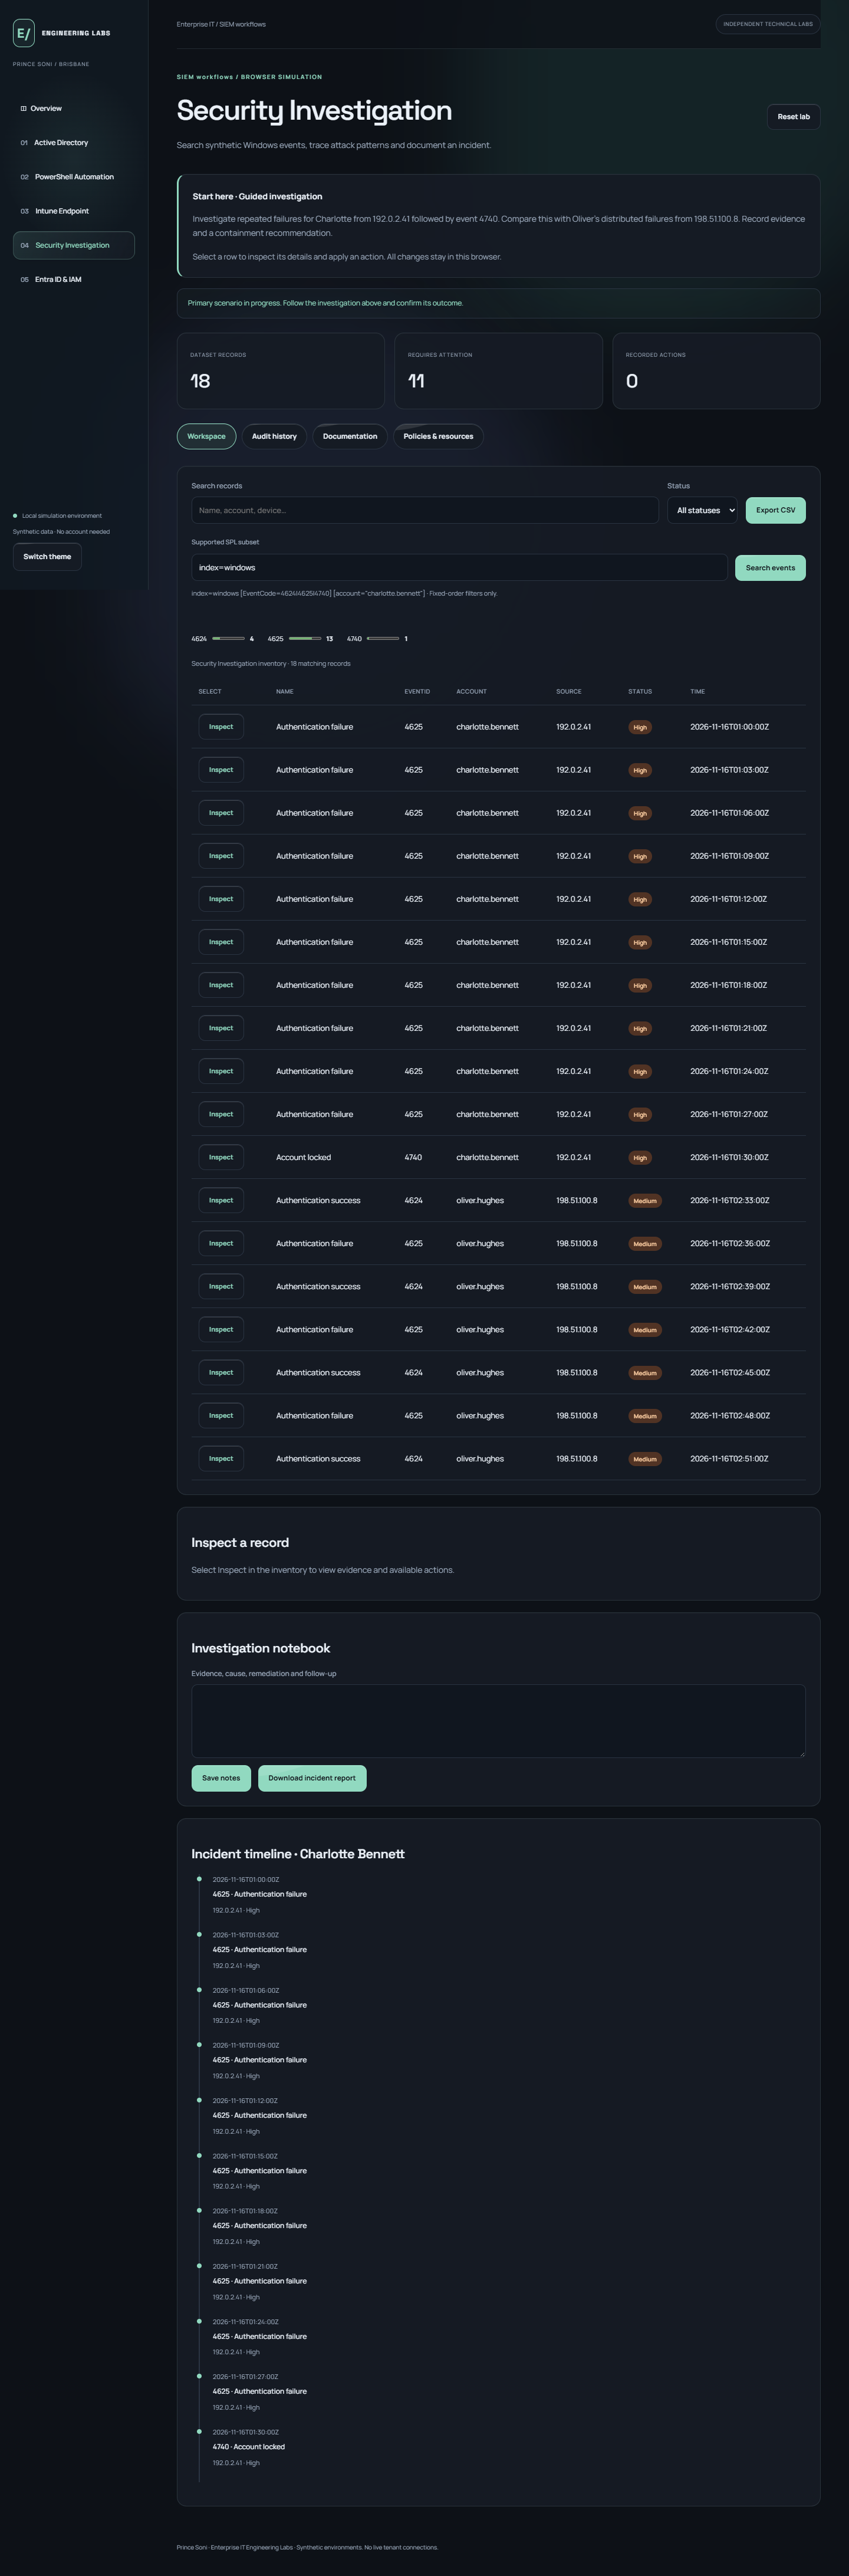 E/ ENGINEERING LABS
PRINCE SONI / BRISBANE
Overview
01 Active Directory
02 PowerShell Automation
03 Intune Endpoint
04 Security Investigation
05 Entra ID & IAM
Local simulation environment
Synthetic data · No account needed
Switch theme
Enterprise IT / SIEM workflows
INDEPENDENT TECHNICAL LABS
SIEM workflows / BROWSER SIMULATION
Security Investigation
Reset lab
Search synthetic Windows events, trace attack patterns and document an incident.
Start here · Guided investigation
Investigate repeated failures for Charlotte from 192.0.2.41 followed by event 4740. Compare this with Oliver's distributed failures from 198.51.100.8. Record evidence
and a containment recommendation.
Select a row to inspect its details and apply an action. All changes stay in this browser.
Primary scenario in progress. Follow the investigation above and confirm its outcome.
DATASET RECORDS
18
REQUIRES ATTENTION
11
RECORDED ACTIONS
0
Workspace
Audit history
Documentation
Policies & resources
Search records
Status
Name, account, device...
All statuses
Export CSV
Supported SPL subset
index=windows
Search events
index=windows [EventCode=4624|4625|4740] [account="charlotte.bennett"] · Fixed-order filters only.
4624 4 4625 13 4740 1
Security Investigation inventory · 18 matching records
SELECT NAME EVENTID ACCOUNT SOURCE STATUS TIME
Inspect Authentication failure 4625 charlotte.bennett 192.0.2.41 High 2026-11-16T01:00:00Z
Inspect Authentication failure 4625 charlotte.bennett 192.0.2.41 High 2026-11-16T01:03:00Z
Inspect Authentication failure 4625 charlotte.bennett 192.0.2.41 High 2026-11-16T01:06:00Z
Inspect Authentication failure 4625 charlotte.bennett 192.0.2.41 High 2026-11-16T01:09:00Z
Inspect Authentication failure 4625 charlotte.bennett 192.0.2.41 High 2026-11-16T01:12:00Z
Inspect Authentication failure 4625 charlotte.bennett 192.0.2.41 High 2026-11-16T01:15:00Z
Inspect Authentication failure 4625 charlotte.bennett 192.0.2.41 High 2026-11-16T01:18:00Z
Inspect Authentication failure 4625 charlotte.bennett 192.0.2.41 High 2026-11-16T01:21:00Z
Inspect Authentication failure 4625 charlotte.bennett 192.0.2.41 High 2026-11-16T01:24:00Z
Inspect Authentication failure 4625 charlotte.bennett 192.0.2.41 High 2026-11-16T01:27:00Z
Inspect Account locked 4740 charlotte.bennett 192.0.2.41 High 2026-11-16T01:30:00Z
Inspect Authentication success 4624 oliver.hughes 198.51.100.8 Medium 2026-11-16T02:33:00Z
Inspect Authentication failure 4625 oliver.hughes 198.51.100.8 Medium 2026-11-16T02:36:00Z
Inspect Authentication success 4624 oliver.hughes 198.51.100.8 Medium 2026-11-16T02:39:00Z
Inspect Authentication failure 4625 oliver.hughes 198.51.100.8 Medium 2026-11-16T02:42:00Z
Inspect Authentication success 4624 oliver.hughes 198.51.100.8 Medium 2026-11-16T02:45:00Z
Inspect Authentication failure 4625 oliver.hughes 198.51.100.8 Medium 2026-11-16T02:48:00Z
Inspect Authentication success 4624 oliver.hughes 198.51.100.8 Medium 2026-11-16T02:51:00Z
Inspect a record
Select Inspect in the inventory to view evidence and available actions.
Investigation notebook
Evidence, cause, remediation and follow-up
Save notes
Download incident report
Incident timeline · Charlotte Bennett
2026-11-16T01:00:00Z
4625 · Authentication failure
192.0.2.41 · High
2026-11-16T01:03:00Z
4625 · Authentication failure
192.0.2.41 · High
2026-11-16T01:06:00Z
4625 · Authentication failure
192.0.2.41 · High
2026-11-16T01:09:00Z
4625 · Authentication failure
192.0.2.41 · High
2026-11-16T01:12:00Z
4625 · Authentication failure
192.0.2.41 · High
2026-11-16T01:15:00Z
4625 · Authentication failure
192.0.2.41 · High
2026-11-16T01:18:00Z
4625 · Authentication failure
192.0.2.41 · High
2026-11-16T01:21:00Z
4625 · Authentication failure
192.0.2.41 · High
2026-11-16T01:24:00Z
4625 · Authentication failure
192.0.2.41 · High
2026-11-16T01:27:00Z
4625 · Authentication failure
192.0.2.41 · High
2026-11-16T01:30:00Z
4740 · Account locked
192.0.2.41 · High
Prince Soni · Enterprise IT Engineering Labs · Synthetic environments. No live tenant connections.